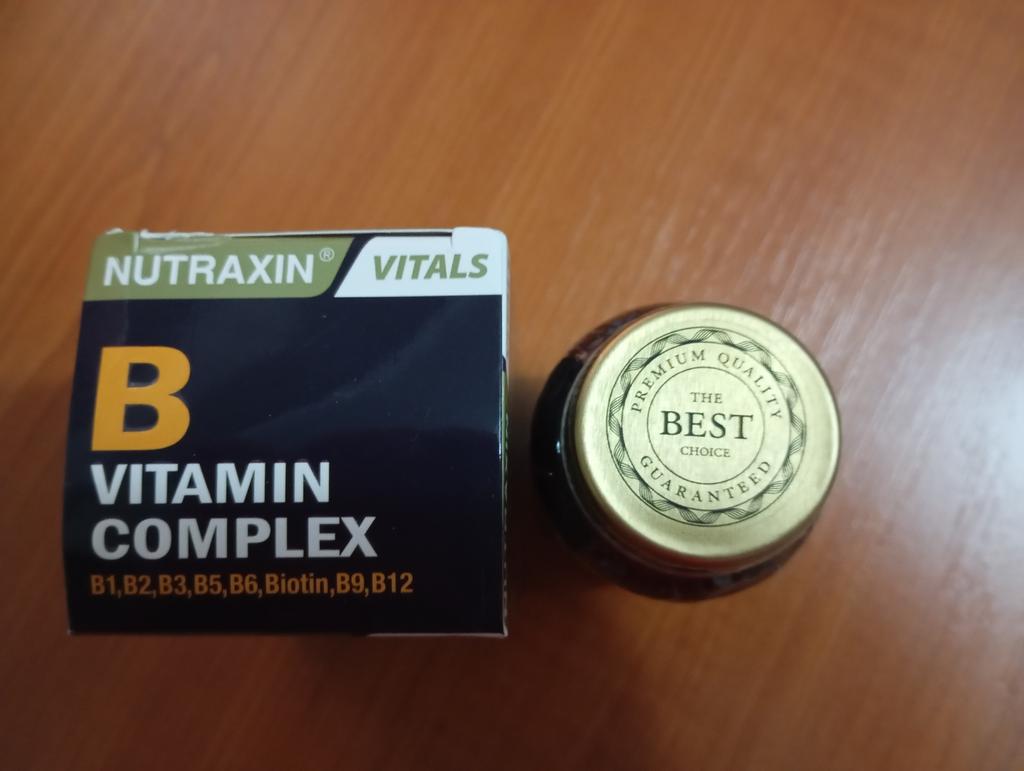 NUTRAXIN®
VITALS
B
VITAMIN
COMPLEX
B1,B2,B3,B5,B6,Biotin,B9,B12
PREMIUM QUALITY
THE
BEST
CHOICE
GUARANTEED